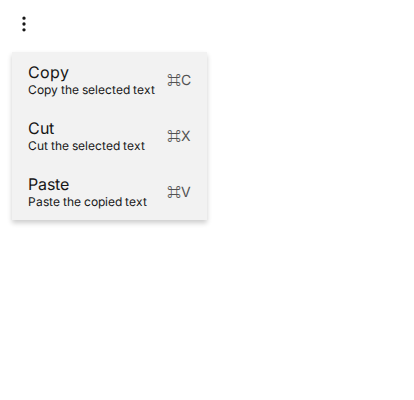 Copy
Copy the selected text
⌘C
Cut
Cut the selected text
⌘X
Paste
Paste the copied text
⌘V